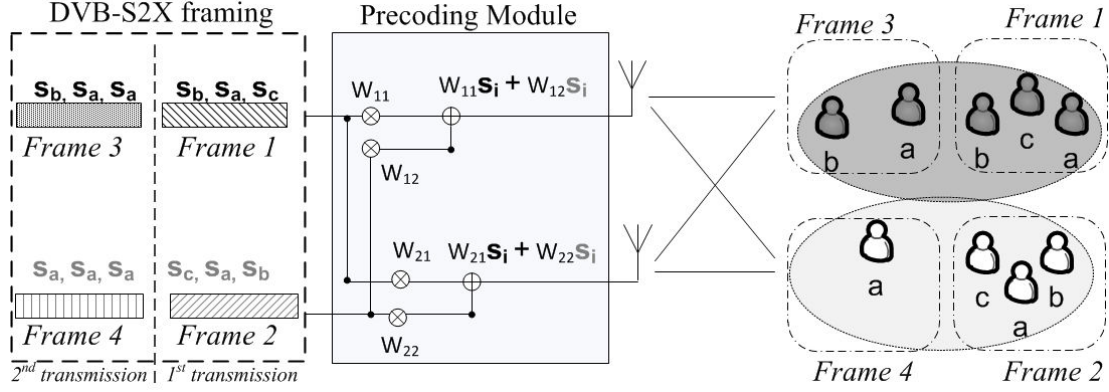 DVB-S2X framing
Precoding Module
s_b, s_a, s_a
s_b, s_a, s_c
Frame 3
Frame 1
s_a, s_a, s_a
s_c, s_a, s_b
Frame 4
Frame 2
2nd transmission
1st transmission
W11
W12
W11s_i + W12s_i
W21
W22
W21s_i + W22s_i
Frame 3
Frame 1
b
a
b
c
a
a
c
a
b
Frame 4
Frame 2